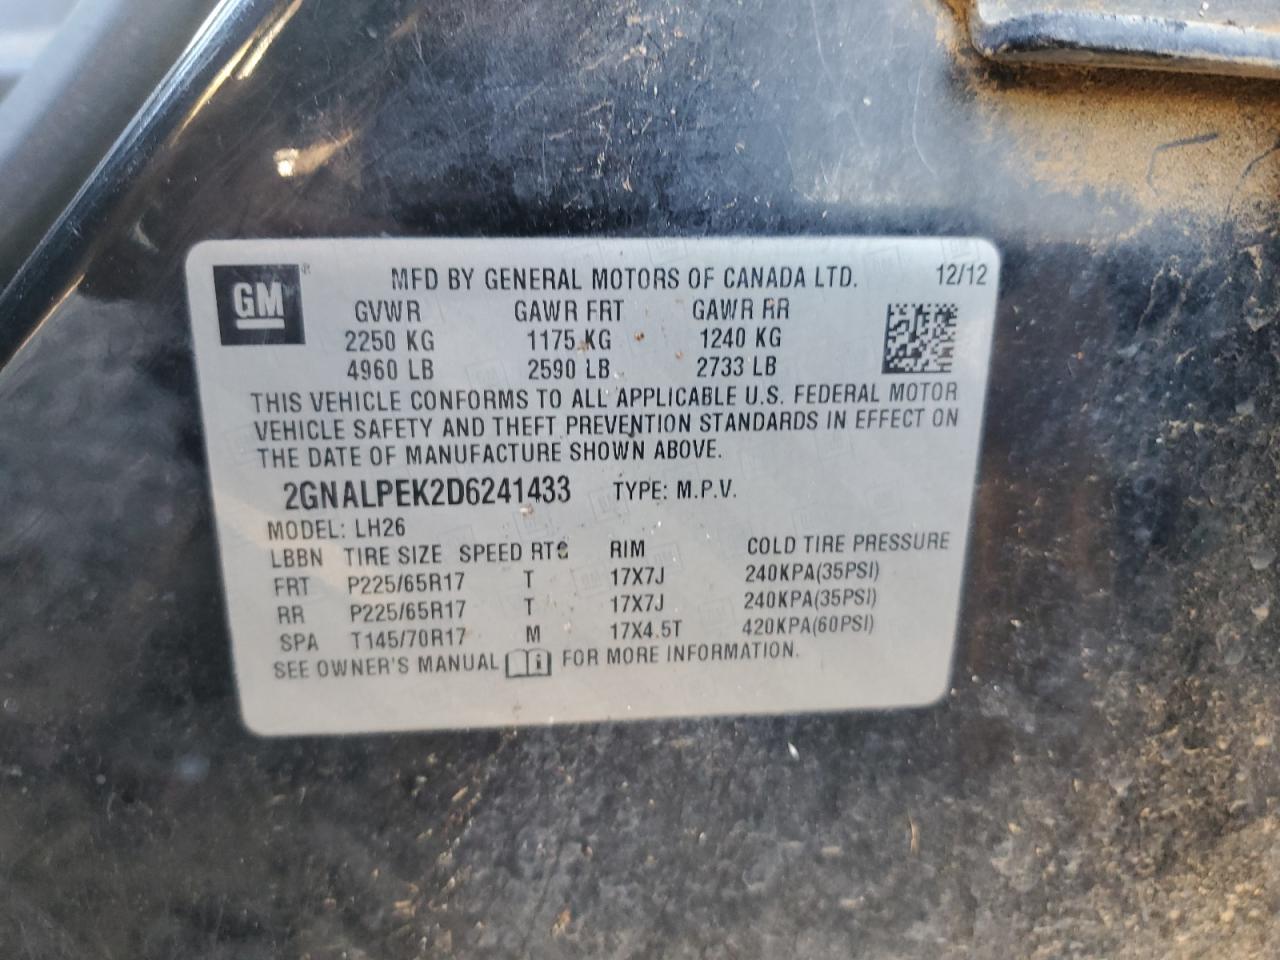 GM ®
MFD BY GENERAL MOTORS OF CANADA LTD. 12/12
GVWR GAWR FRT GAWR RR
2250 KG 1175 KG 1240 KG
4960 LB 2590 LB 2733 LB
THIS VEHICLE CONFORMS TO ALL APPLICABLE U.S. FEDERAL MOTOR
VEHICLE SAFETY AND THEFT PREVENTION STANDARDS IN EFFECT ON
THE DATE OF MANUFACTURE SHOWN ABOVE.
2GNALPEK2D6241433 TYPE: M.P.V.
MODEL: LH26
LBBN TIRE SIZE SPEED RTG RIM COLD TIRE PRESSURE
FRT P225/65R17 T 17X7J 240KPA(35PSI)
RR P225/65R17 T 17X7J 240KPA(35PSI)
SPA T145/70R17 M 17X4.5T 420KPA(60PSI)
SEE OWNER'S MANUAL i FOR MORE INFORMATION.